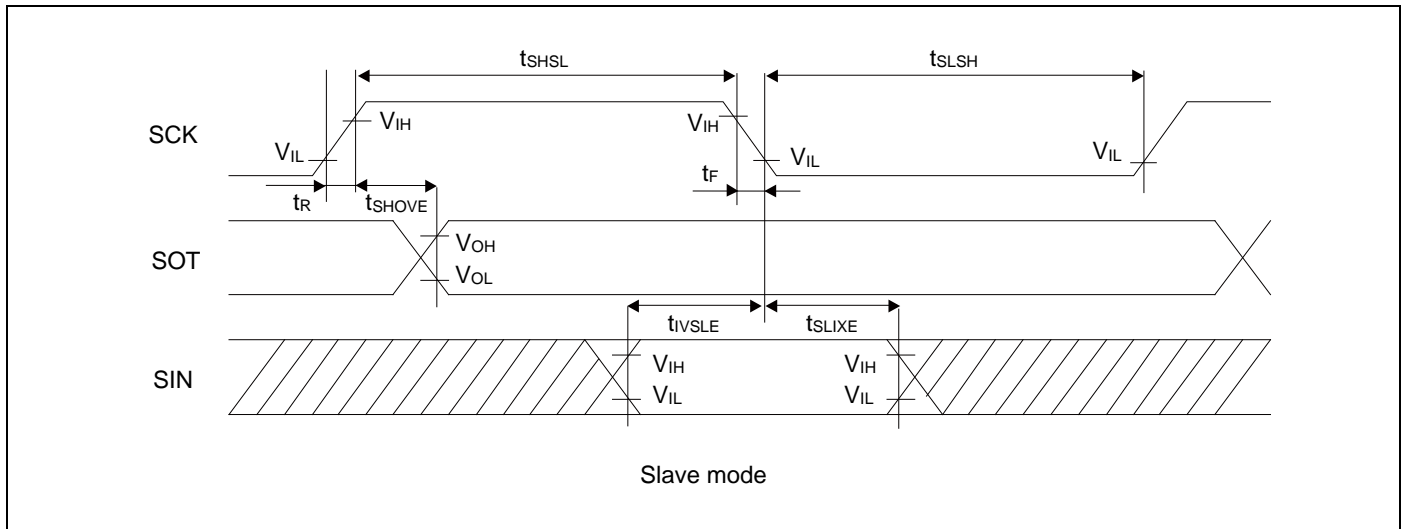 tSHSL
tSLSH
SCK
VIH
VIH
VIL
VIL
VIL
tF
tR
tSHOVE
SOT
VOH
VOL
tIVSLE
tSLIXE
SIN
VIH
VIH
VIL
VIL
Slave mode